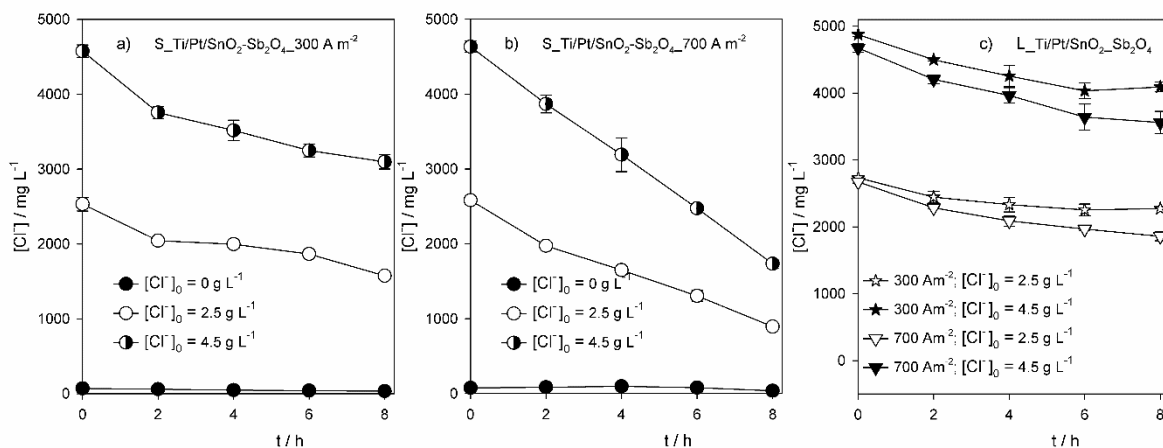 a) S_Ti/Pt/SnO₂-Sb₂O₄_300 A m⁻²
[Cl⁻] / mg L⁻¹
5000
4000
3000
2000
1000
0
[Cl⁻]₀ = 0 g L⁻¹
[Cl⁻]₀ = 2.5 g L⁻¹
[Cl⁻]₀ = 4.5 g L⁻¹
0 2 4 6 8
t / h
b) S_Ti/Pt/SnO₂-Sb₂O₄_700 A m⁻²
[Cl⁻] / mg L⁻¹
5000
4000
3000
2000
1000
0
[Cl⁻]₀ = 0 g L⁻¹
[Cl⁻]₀ = 2.5 g L⁻¹
[Cl⁻]₀ = 4.5 g L⁻¹
0 2 4 6 8
t / h
c) L_Ti/Pt/SnO₂_Sb₂O₄
[Cl⁻] / mg L⁻¹
5000
4000
3000
2000
1000
0
300 Am⁻²; [Cl⁻]₀ = 2.5 g L⁻¹
300 Am⁻²; [Cl⁻]₀ = 4.5 g L⁻¹
700 Am⁻²; [Cl⁻]₀ = 2.5 g L⁻¹
700 Am⁻²; [Cl⁻]₀ = 4.5 g L⁻¹
0 2 4 6 8
t / h